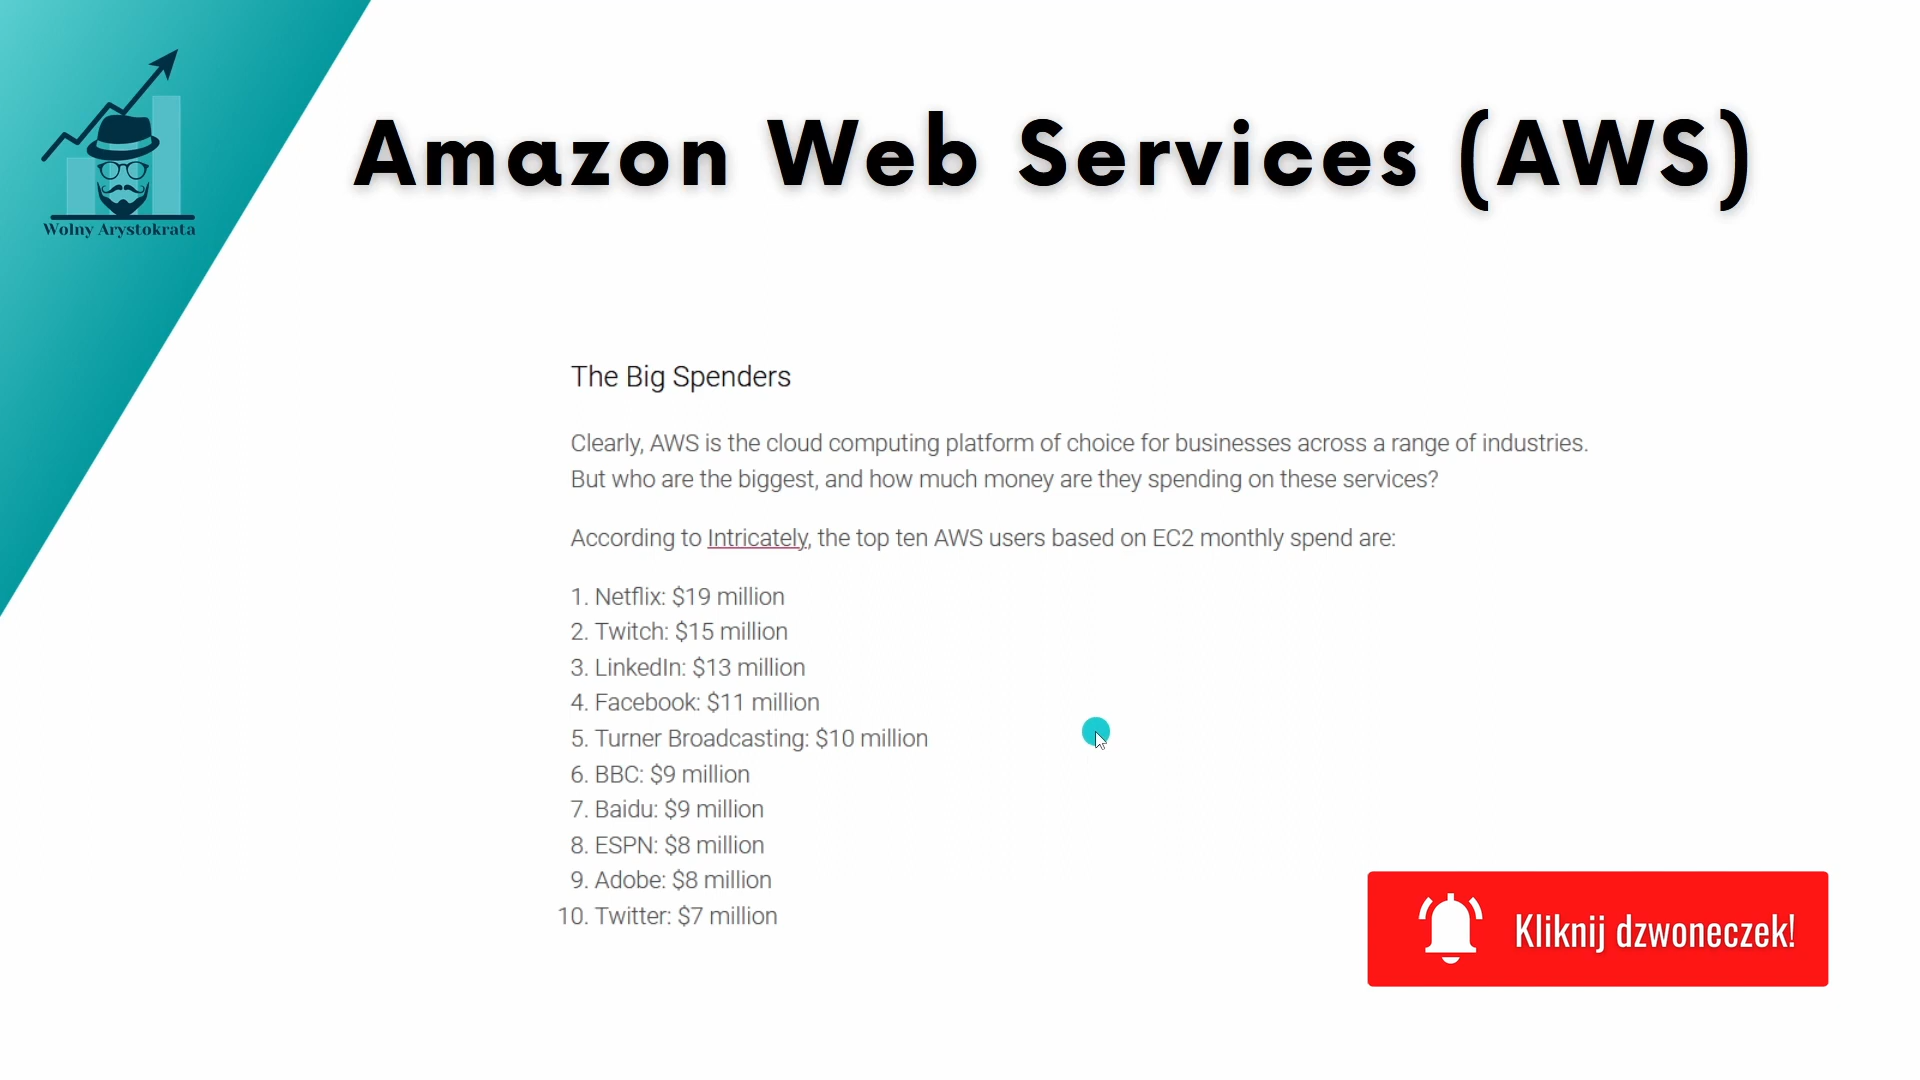 Wolny Arystokrata
Amazon Web Services (AWS)
The Big Spenders
Clearly, AWS is the cloud computing platform of choice for businesses across a range of industries.
But who are the biggest, and how much money are they spending on these services?
According to Intricately, the top ten AWS users based on EC2 monthly spend are:
1. Netflix: $19 million
2. Twitch: $15 million
3. LinkedIn: $13 million
4. Facebook: $11 million
5. Turner Broadcasting: $10 million
6. BBC: $9 million
7. Baidu: $9 million
8. ESPN: $8 million
9. Adobe: $8 million
10. Twitter: $7 million
Kliknij dzwoneczek!